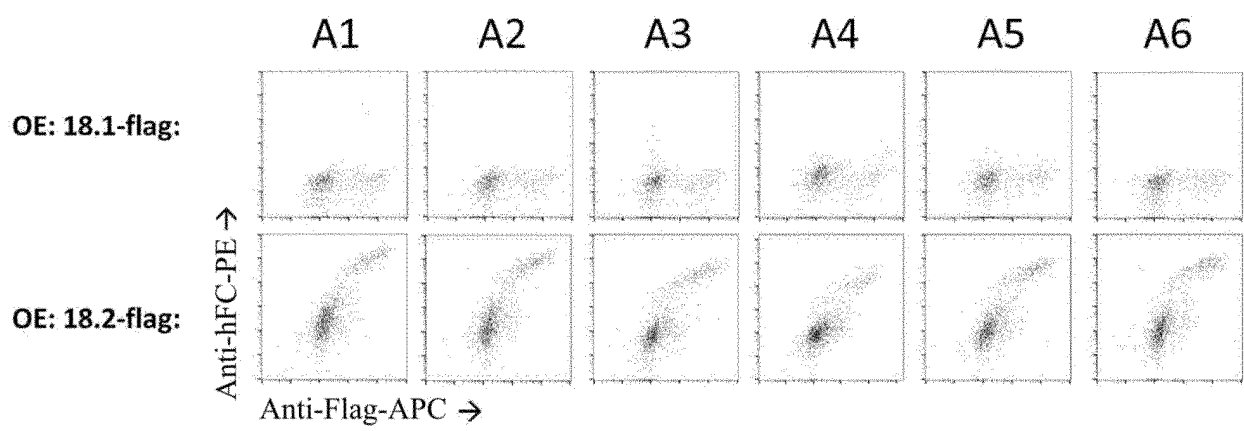 A1 A2 A3 A4 A5 A6
OE: 18.1-flag:
OE: 18.2-flag:
Anti-hFC-PE →
Anti-Flag-APC →